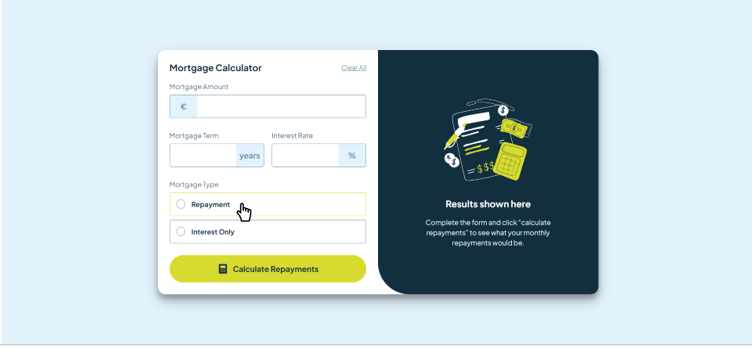 Mortgage Calculator
Clear All
Mortgage Amount
€
Mortgage Term
Interest Rate
years
%
Mortgage Type
Repayment
Interest Only
Calculate Repayments
$
$
$
$$$
Results shown here
Complete the form and click "calculate
repayments" to see what your monthly
repayments would be.